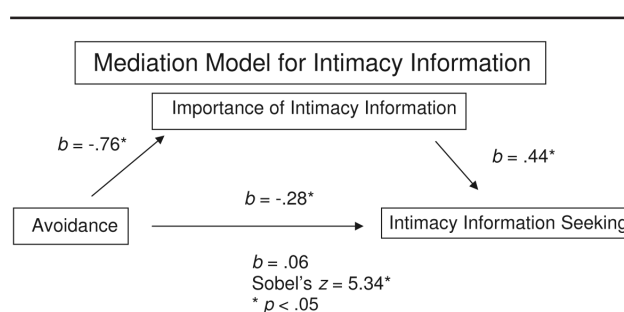 Mediation Model for Intimacy Information
Importance of Intimacy Information
b = -.76*
b = .44*
b = -.28*
Avoidance
Intimacy Information Seeking
b = .06
Sobel's z = 5.34*
* p < .05